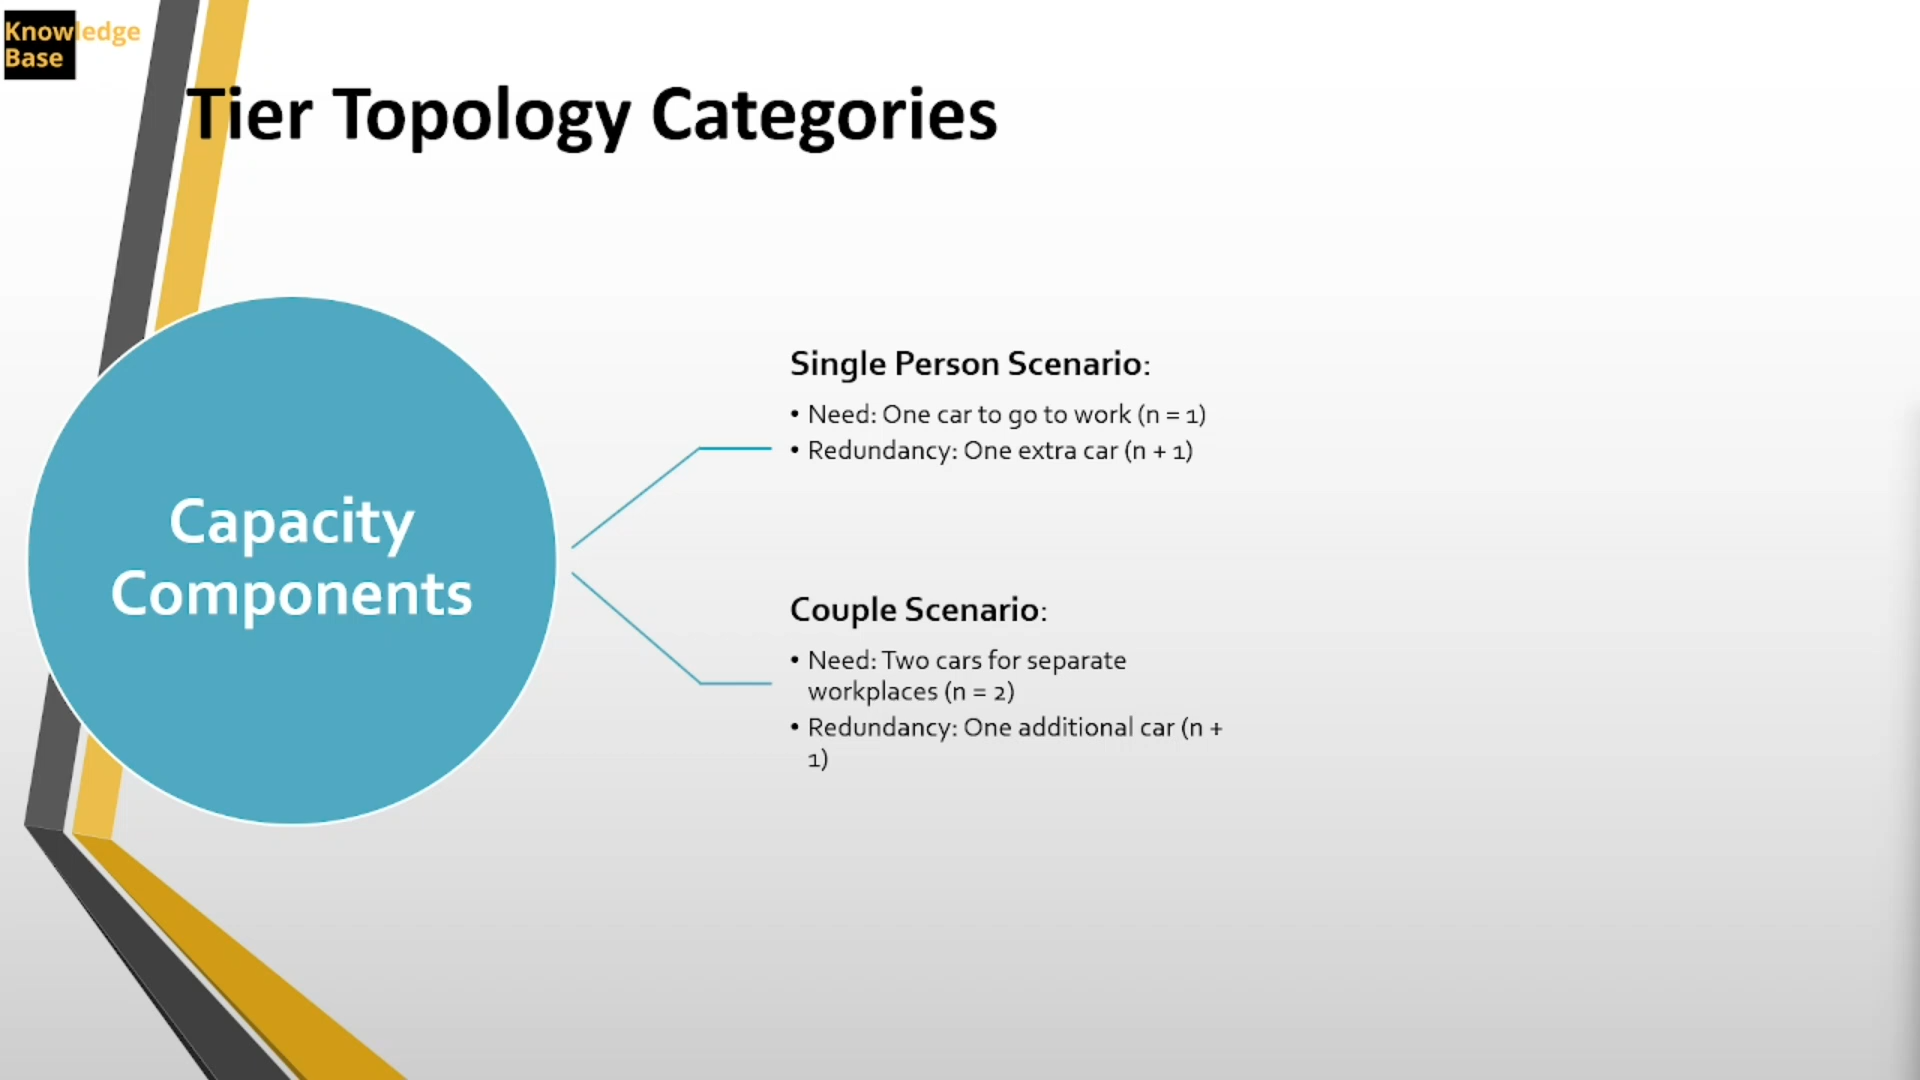 Knowledge
Base
Tier Topology Categories
Capacity
Components
Single Person Scenario:
• Need: One car to go to work (n = 1)
• Redundancy: One extra car (n + 1)
Couple Scenario:
• Need: Two cars for separate
workplaces (n = 2)
• Redundancy: One additional car (n +
1)